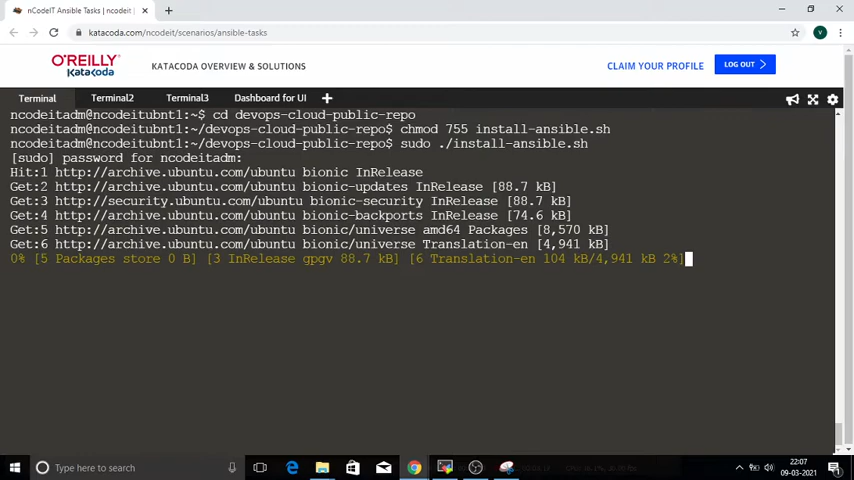 nCodeIT Ansible Tasks | ncodeit |
katacoda.com/ncodeit/scenarios/ansible-tasks
V
O'REILLY
Katacoda
KATACODA OVERVIEW & SOLUTIONS
CLAIM YOUR PROFILE
LOG OUT
Terminal
Terminal2
Terminal3
Dashboard for UI
ncodeitadm@ncodeitubnt1:~$ cd devops-cloud-public-repo
ncodeitadm@ncodeitubnt1:~/devops-cloud-public-repo$ chmod 755 install-ansible.sh
ncodeitadm@ncodeitubnt1:~/devops-cloud-public-repo$ sudo ./install-ansible.sh
[sudo] password for ncodeitadm:
Hit:1 http://archive.ubuntu.com/ubuntu bionic InRelease
Get:2 http://archive.ubuntu.com/ubuntu bionic-updates InRelease [88.7 kB]
Get:3 http://security.ubuntu.com/ubuntu bionic-security InRelease [88.7 kB]
Get:4 http://archive.ubuntu.com/ubuntu bionic-backports InRelease [74.6 kB]
Get:5 http://archive.ubuntu.com/ubuntu bionic/universe amd64 Packages [8,570 kB]
Get:6 http://archive.ubuntu.com/ubuntu bionic/universe Translation-en [4,941 kB]
0% [5 Packages store 0 B] [3 InRelease gpgv 88.7 kB] [6 Translation-en 104 kB/4,941 kB 2%]
Type here to search
22:07
09-03-2021